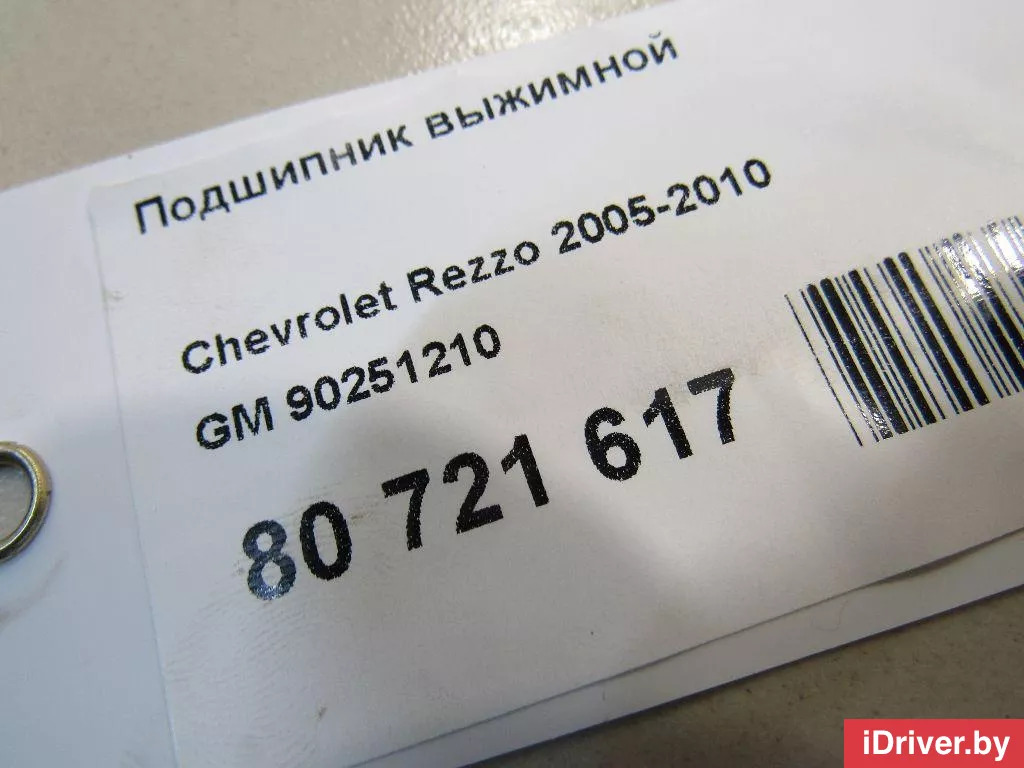 Подшипник выжимной
Chevrolet Rezzo 2005-2010
GM 90251210
80 721 617
iDriver.by